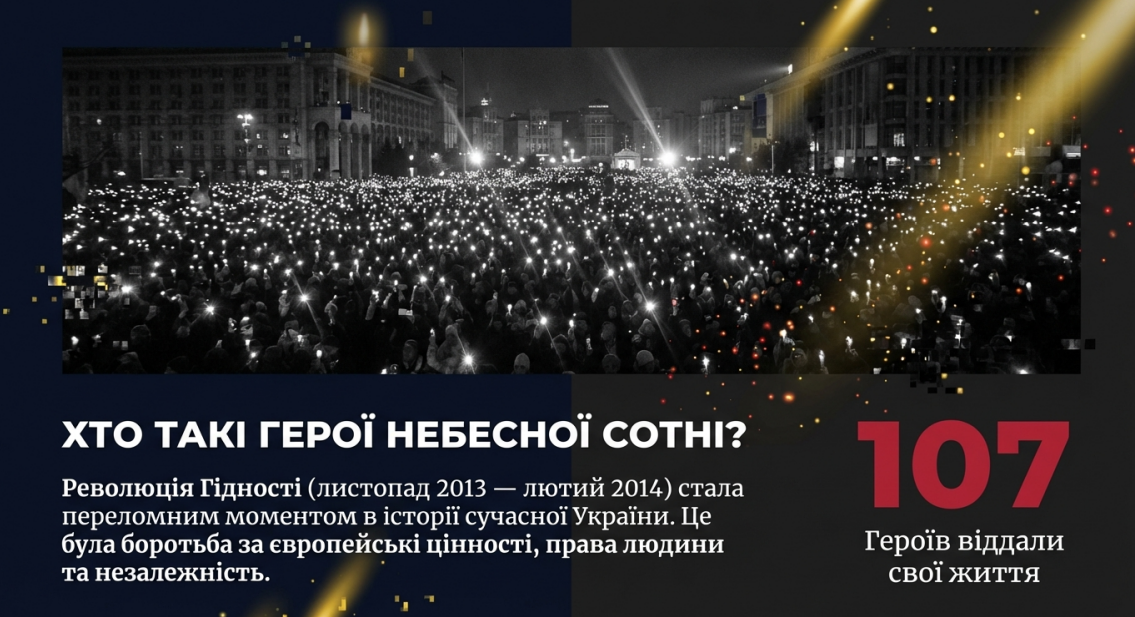 ХТО ТАКІ ГЕРОЇ НЕБЕСНОЇ СОТНІ?
Революція Гідності (листопад 2013 — лютий 2014) стала
переломним моментом в історії сучасної України. Це
була боротьба за європейські цінності, права людини
та незалежність.
107
Героїв віддали
свої життя